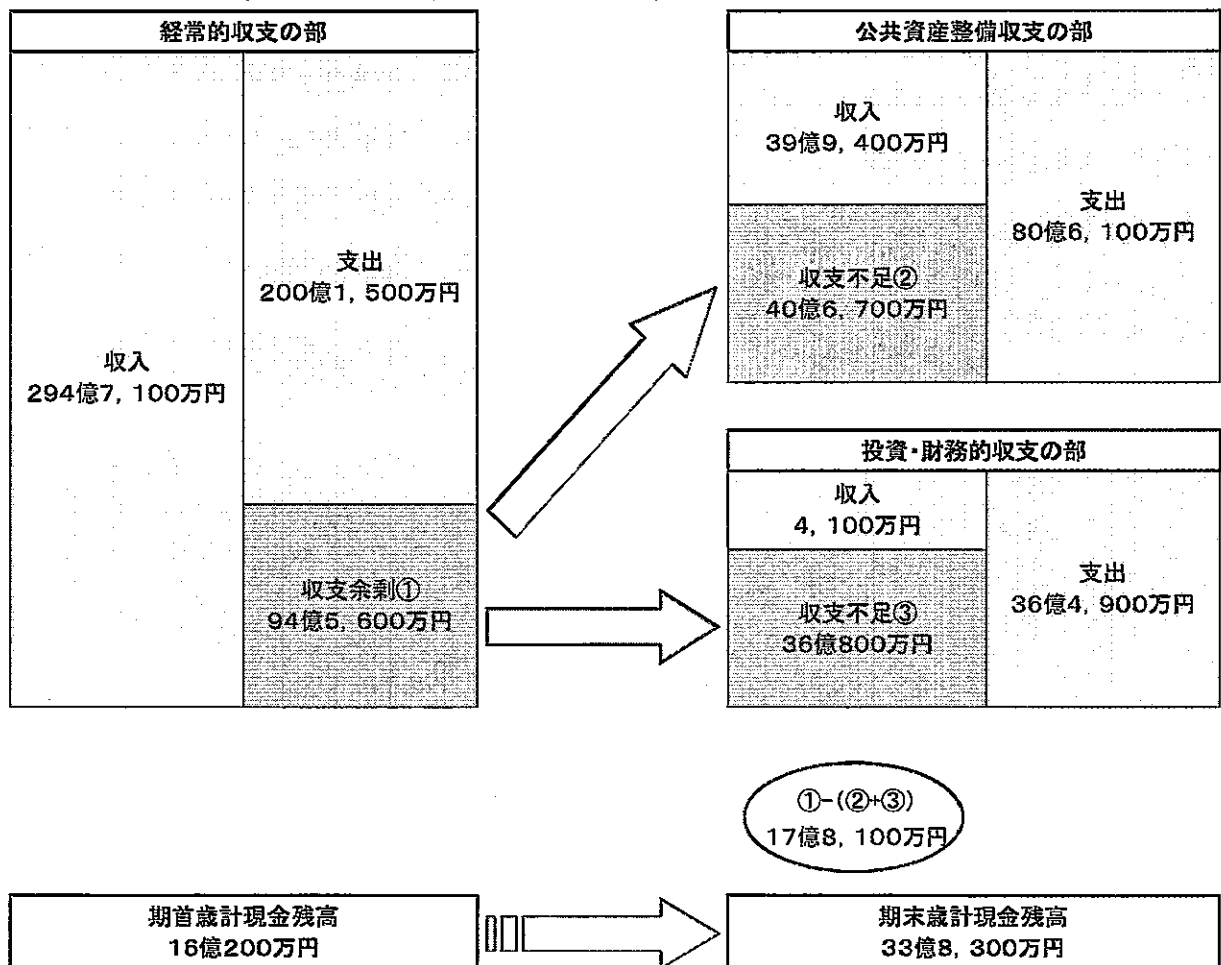 経常的収支の部
収入
294億7, 100万円
支出
200億1, 500万円
収支余剰①
94億5, 600万円
公共資産整備収支の部
収入
39億9, 400万円
収支不足②
40億6, 700万円
支出
80億6, 100万円
投資・財務的収支の部
収入
4, 100万円
収支不足③
36億800万円
支出
36億4, 900万円
①-(②+③)
17億8, 100万円
期首歳計現金残高
16億200万円
期末歳計現金残高
33億8, 300万円